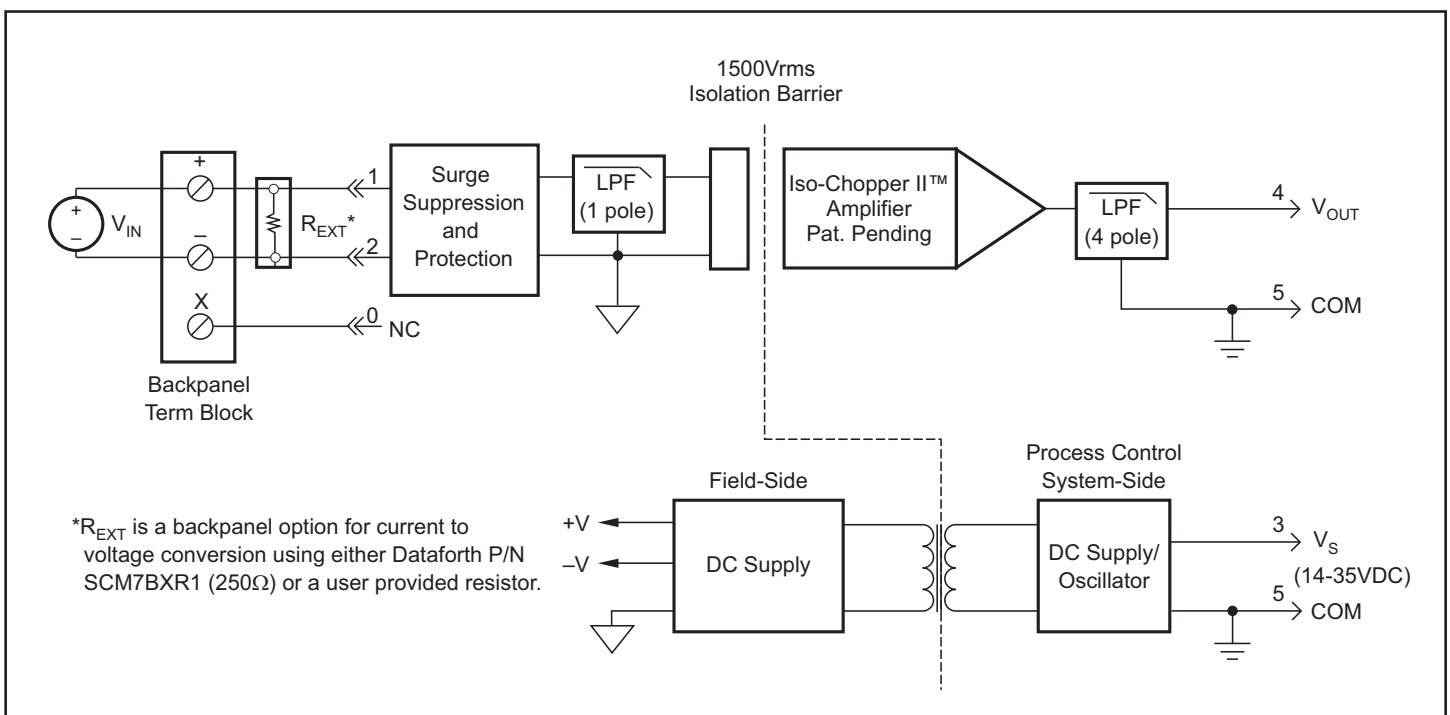 1500Vrms
Isolation Barrier
+
+
–
V_IN
–
X
R_EXT*
1
2
0
NC
Surge
Suppression
and
Protection
LPF
(1 pole)
Iso-Chopper II™
Amplifier
Pat. Pending
LPF
(4 pole)
4
V_OUT
5
COM
Backpanel
Term Block
*R_EXT is a backpanel option for current to
voltage conversion using either Dataforth P/N
SCM7BXR1 (250Ω) or a user provided resistor.
Field-Side
+V
–V
DC Supply
Process Control
System-Side
DC Supply/
Oscillator
3
V_S
(14-35VDC)
5
COM